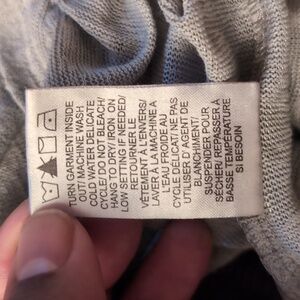 TURN GARMENT INSIDE
OUT/MACHINE WASH
COLD WATER DELICATE
CYCLE/DO NOT BLEACH/
HANG TO DRY/IRON ON
LOW SETTING IF NEEDED/
RETOURNER LE
VÊTEMENT À L'ENVERS/
LAVER À LA MACHINE À
L'EAU FROIDE AU
CYCLE DÉLICAT/NE PAS
UTILISER D'AGENT DE
BLANCHIMENT/
SUSPENDRE POUR
SÉCHER/ REPASSER À
BASSE TEMPÉRATURE
SI BESOIN